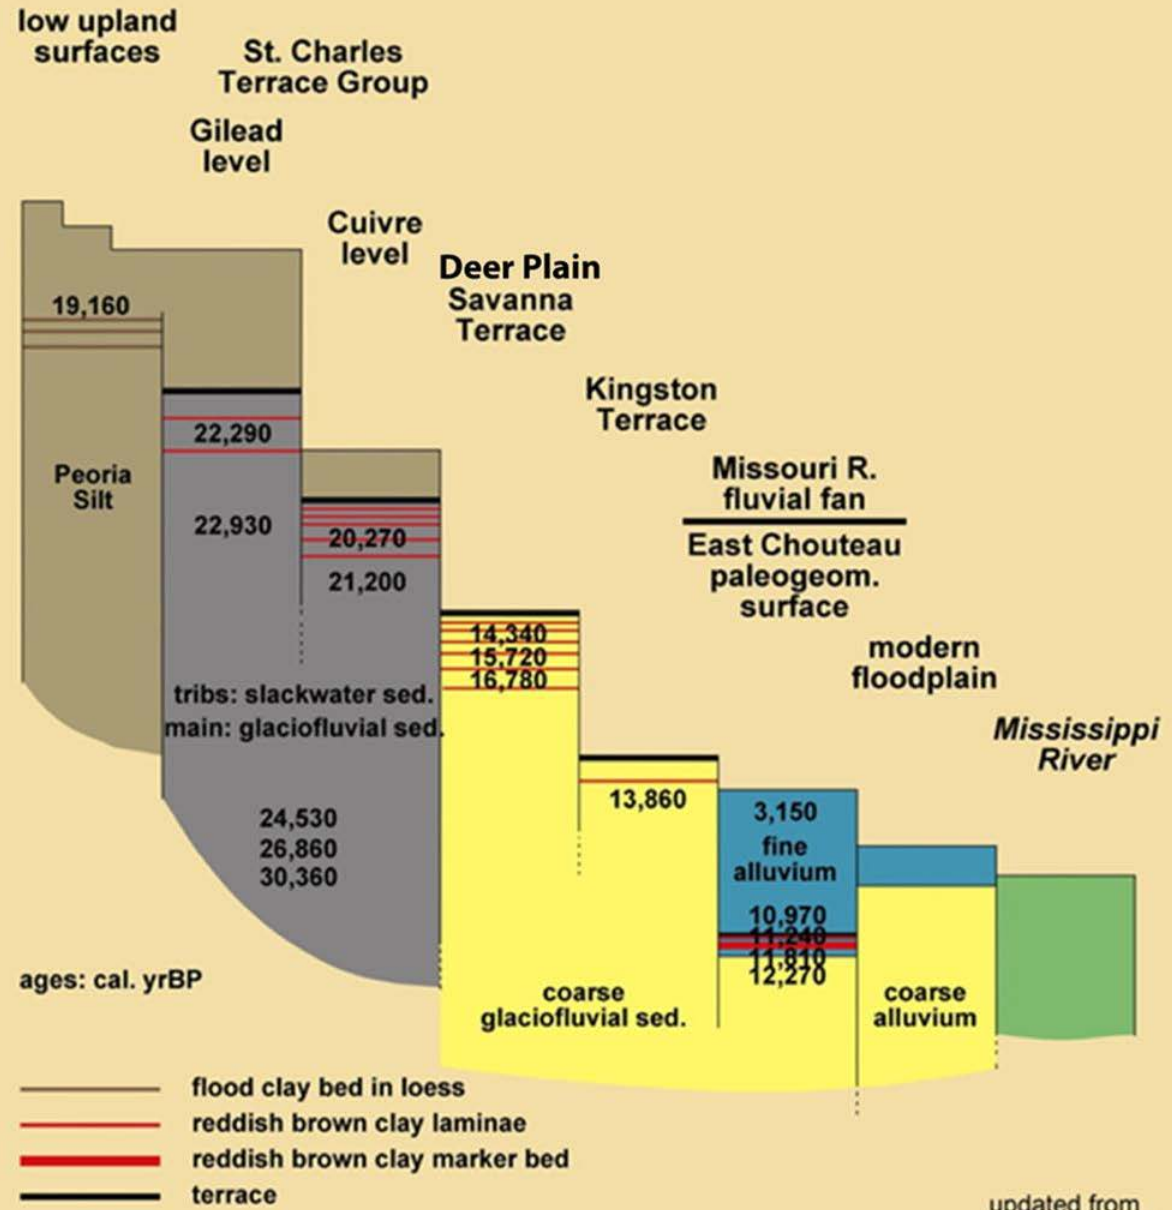 low upland
surfaces
St. Charles
Terrace Group
Gilead
level
Cuivre
level
Deer Plain
Savanna
Terrace
Kingston
Terrace
Missouri R.
fluvial fan
East Chouteau
paleogeom.
surface
modern
floodplain
Mississippi
River
19,160
Peoria
Silt
22,290
22,930
20,270
21,200
tribs: slackwater sed.
main: glaciofluvial sed.
24,530
26,860
30,360
14,340
15,720
16,780
13,860
3,150
fine
alluvium
10,970
11,240
11,810
12,270
coarse
glaciofluvial sed.
coarse
alluvium
ages: cal. yrBP
flood clay bed in loess
reddish brown clay laminae
reddish brown clay marker bed
terrace
updated from